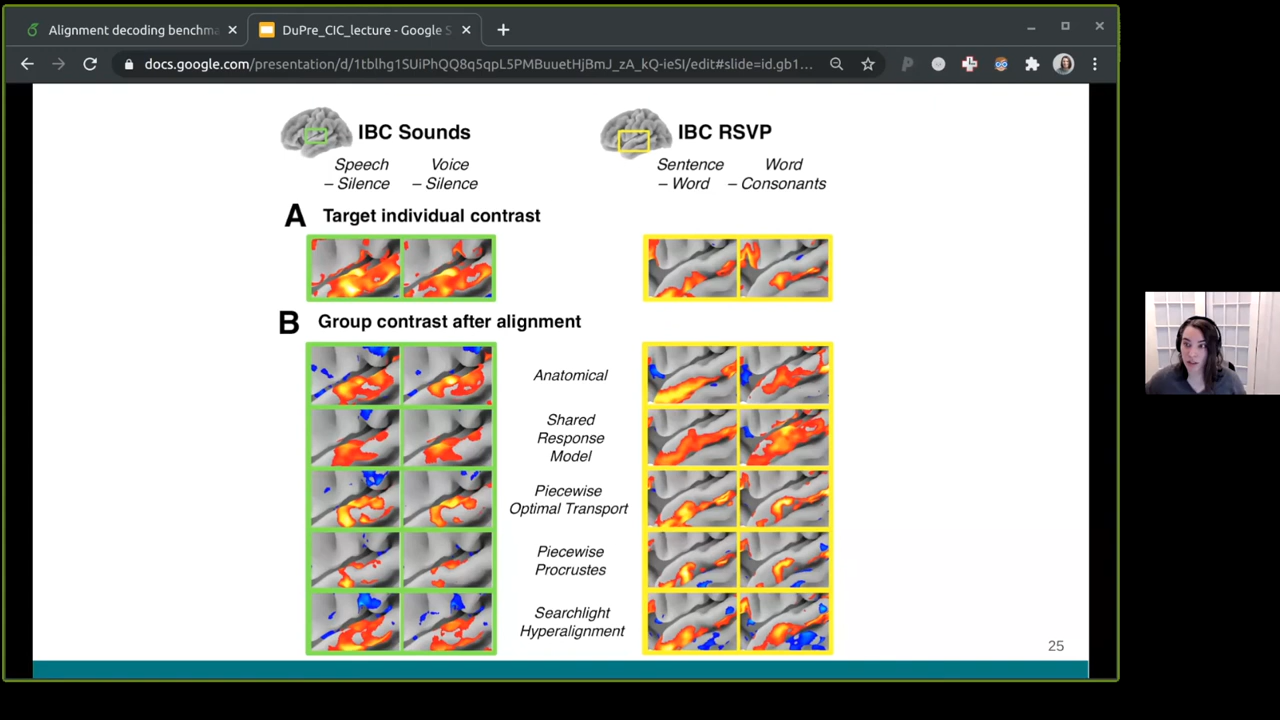 Alignment decoding benchma
DuPre_CIC_lecture - Google S
docs.google.com/presentation/d/1tblhg1SUiPhQQ8q5qpL5PMBuuetHjBmJ_zA_kQ-ieSI/edit#slide=id.gb1...
IBC Sounds
IBC RSVP
Speech
– Silence
Voice
– Silence
Sentence
– Word
Word
– Consonants
A Target individual contrast
B Group contrast after alignment
Anatomical
Shared
Response
Model
Piecewise
Optimal Transport
Piecewise
Procrustes
Searchlight
Hyperalignment
25